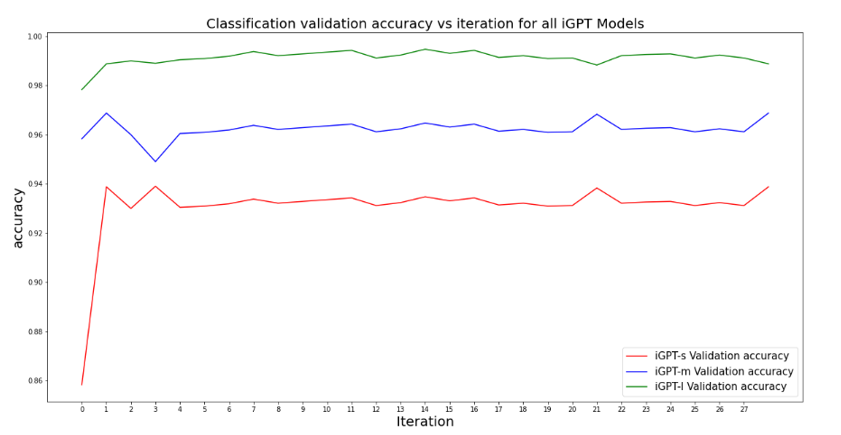 Classification validation accuracy vs iteration for all iGPT Models
1.00
0.98
0.96
0.94
0.92
0.90
0.88
0.86
accuracy
iGPT-s Validation accuracy
iGPT-m Validation accuracy
iGPT-l Validation accuracy
0 1 2 3 4 5 6 7 8 9 10 11 12 13 14 15 16 17 18 19 20 21 22 23 24 25 26 27
Iteration